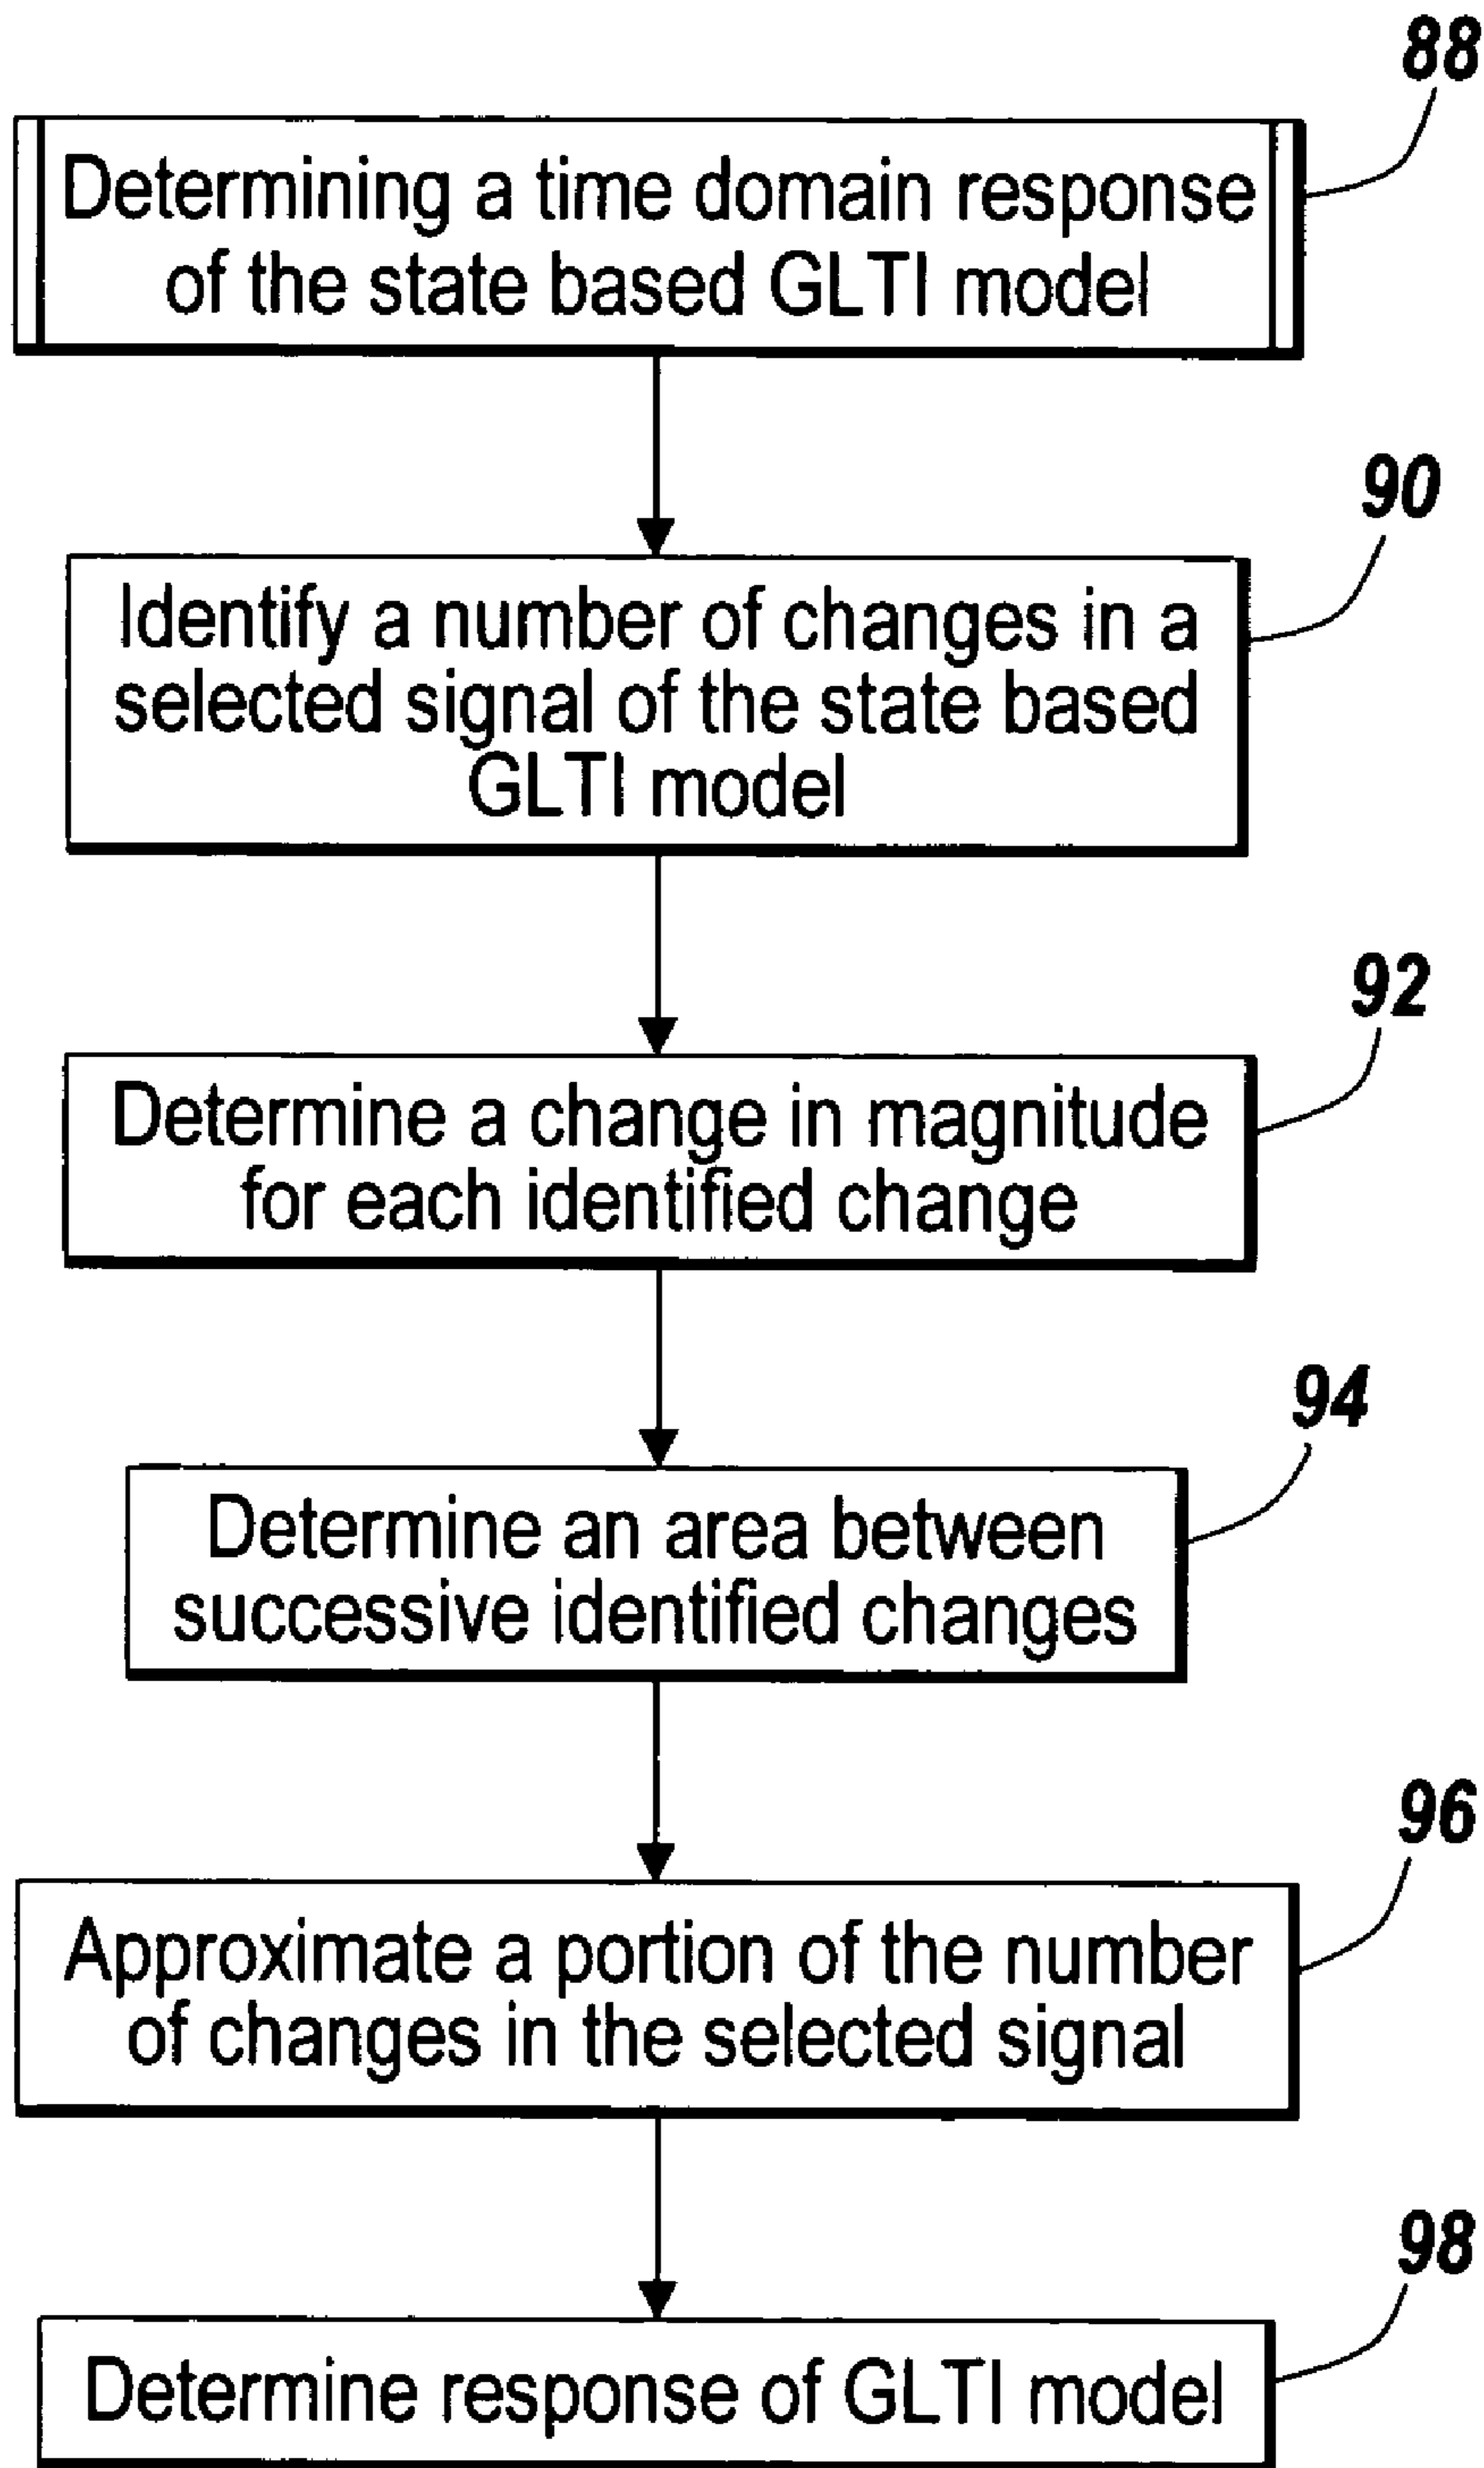 88
Determining a time domain response
of the state based GLTI model
90
Identify a number of changes in a
selected signal of the state based
GLTI model
92
Determine a change in magnitude
for each identified change
94
Determine an area between
successive identified changes
96
Approximate a portion of the number
of changes in the selected signal
98
Determine response of GLTI model